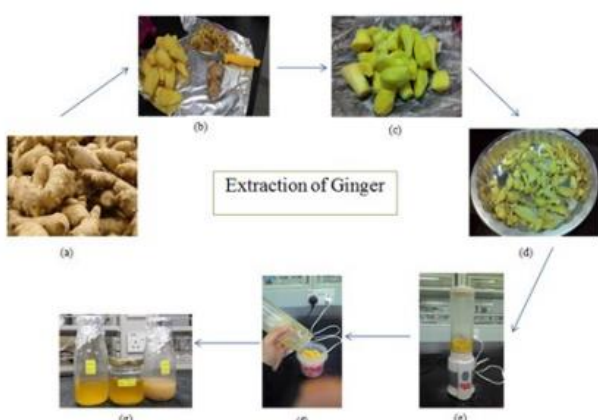 (b)
(c)
Extraction of Ginger
(a)
(d)
(g)
(f)
(e)